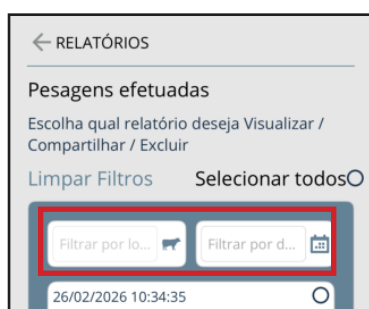 RELATÓRIOS
Pesagens efetuadas
Escolha qual relatório deseja Visualizar /
Compartilhar / Excluir
Limpar Filtros Selecionar todos
Filtrar por lo... Filtrar por d...
26/02/2026 10:34:35